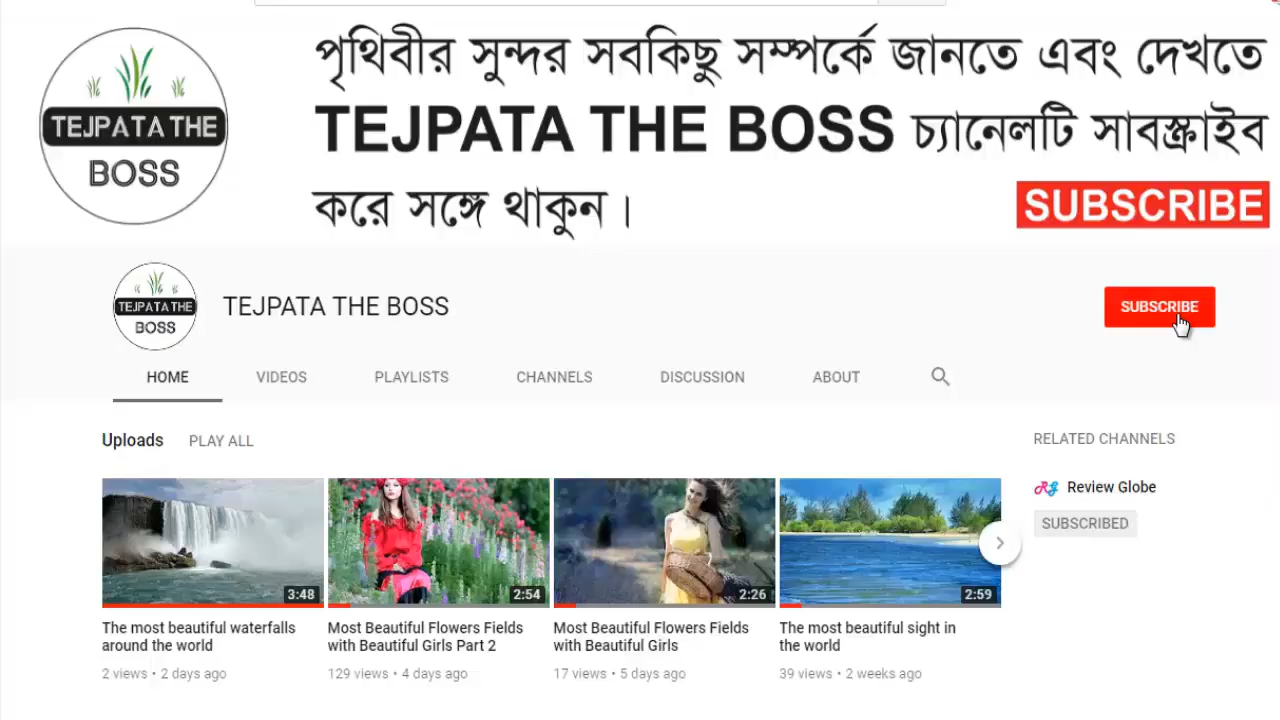 TEJPATA THE
BOSS
পৃথিবীর সুন্দর সবকিছু সম্পর্কে জানতে এবং দেখতে
TEJPATA THE BOSS চ্যানেলটি সাবস্ক্রাইব
করে সঙ্গে থাকুন।
SUBSCRIBE
TEJPATA THE
BOSS
TEJPATA THE BOSS
SUBSCRIBE
HOME VIDEOS PLAYLISTS CHANNELS DISCUSSION ABOUT
Uploads PLAY ALL
RELATED CHANNELS
RG Review Globe
SUBSCRIBED
3:48 2:54 2:26 2:59
The most beautiful waterfalls
around the world
2 views • 2 days ago
Most Beautiful Flowers Fields
with Beautiful Girls Part 2
129 views • 4 days ago
Most Beautiful Flowers Fields
with Beautiful Girls
17 views • 5 days ago
The most beautiful sight in
the world
39 views • 2 weeks ago